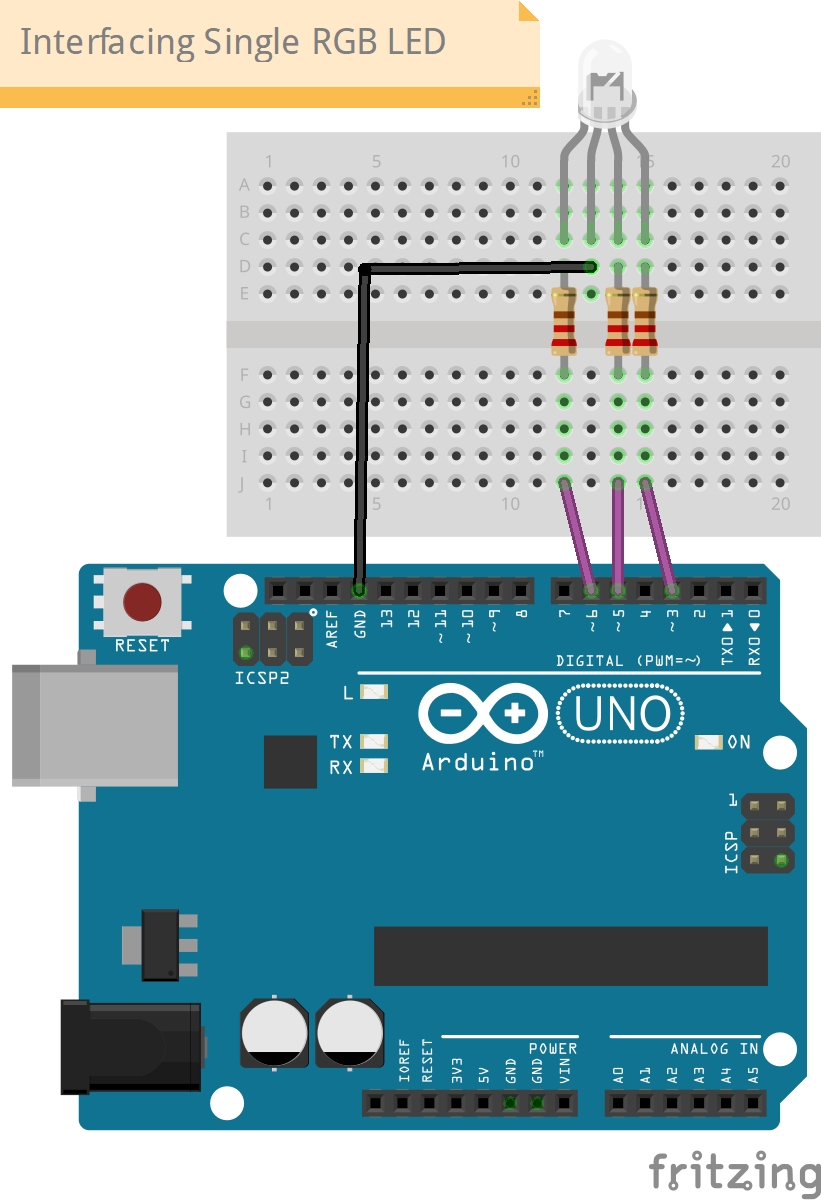 Interfacing Single RGB LED
1 5 10 15 20
A
B
C
D
E
F
G
H
I
J
1 5 10 1 20
RESET
ICSP2
AREF
GND
13
12
~11
~10
~9
8
7
~6
~5
4
~3
2
TXO▶1
RXO◀0
DIGITAL (PWM=~)
L
TX
RX
UNO
Arduino™
ON
1
ICSP
IOREF
RESET
3V3
5V
GND
GND
VIN
POWER
A0
A1
A2
A3
A4
A5
ANALOG IN
fritzing